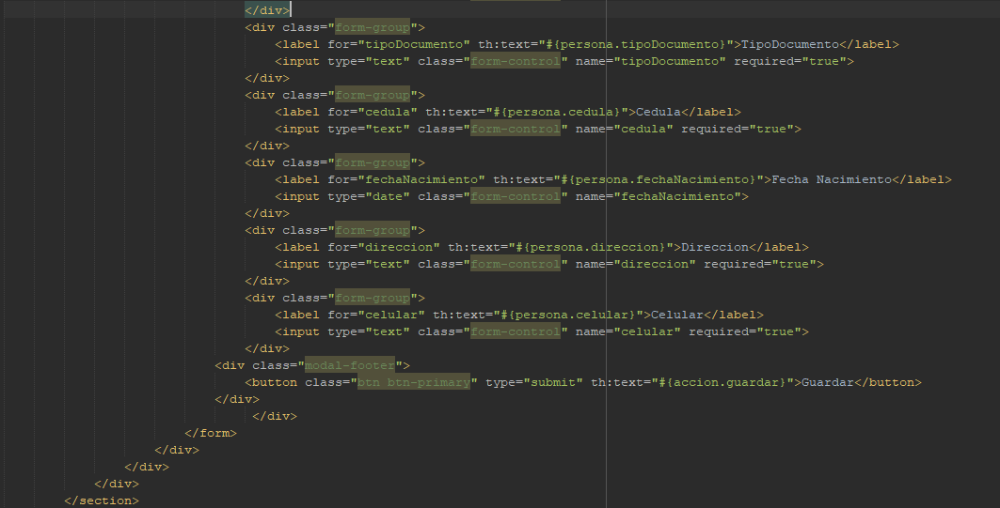 </div>
<div class="form-group">
<label for="tipoDocumento" th:text="#{persona.tipoDocumento}">TipoDocumento</label>
<input type="text" class="form-control" name="tipoDocumento" required="true">
</div>
<div class="form-group">
<label for="cedula" th:text="#{persona.cedula}">Cedula</label>
<input type="text" class="form-control" name="cedula" required="true">
</div>
<div class="form-group">
<label for="fechaNacimiento" th:text="#{persona.fechaNacimiento}">Fecha Nacimiento</label>
<input type="date" class="form-control" name="fechaNacimiento">
</div>
<div class="form-group">
<label for="direccion" th:text="#{persona.direccion}">Direccion</label>
<input type="text" class="form-control" name="direccion" required="true">
</div>
<div class="form-group">
<label for="celular" th:text="#{persona.celular}">Celular</label>
<input type="text" class="form-control" name="celular" required="true">
</div>
<div class="modal-footer">
<button class="btn btn-primary" type="submit" th:text="#{accion.guardar}">Guardar</button>
</div>
</div>
</form>
</div>
</div>
</div>
</section>